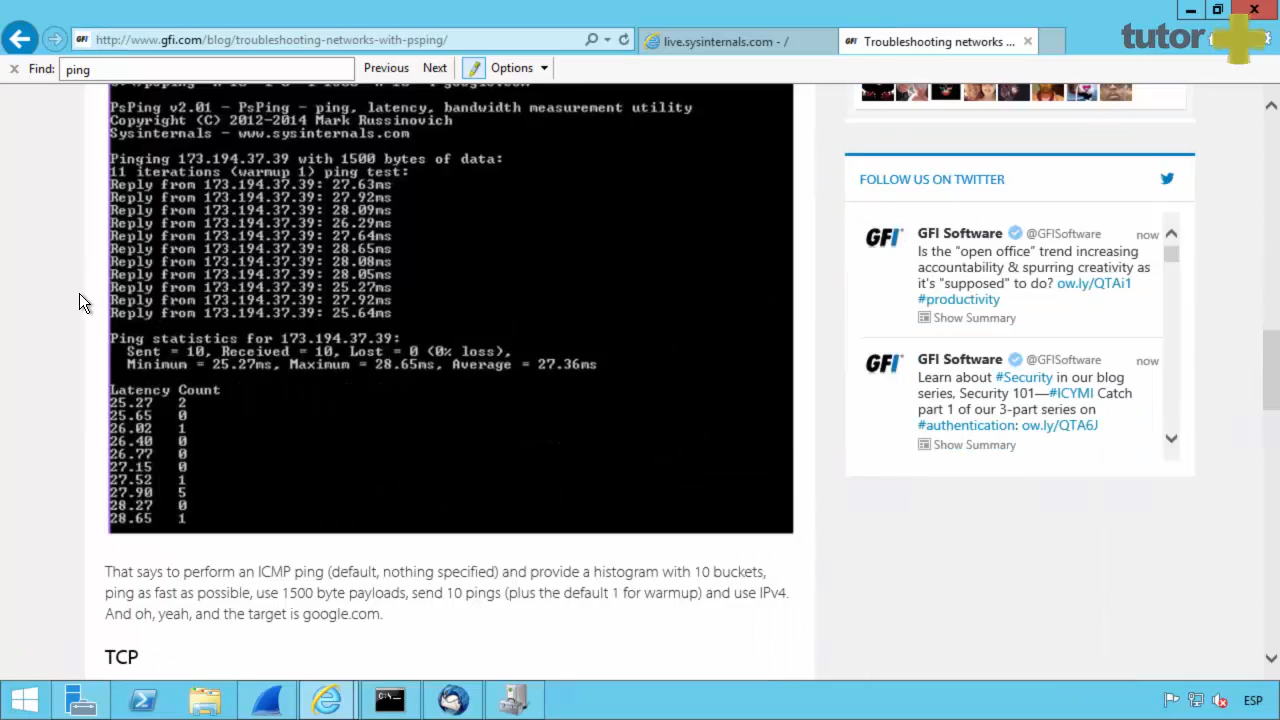 http://www.gfi.com/blog/troubleshooting-networks-with-psping/
live.sysinternals.com - /
GFI Troubleshooting networks ...
tutor
Find: ping
Previous Next Options
PsPing v2.01 - PsPing - ping, latency, bandwidth measurement utility
Copyright (C) 2012-2014 Mark Russinovich
Sysinternals - www.sysinternals.com
Pinging 173.194.37.39 with 1500 bytes of data:
11 iterations (warmup 1) ping test:
Reply from 173.194.37.39: 27.63ms
Reply from 173.194.37.39: 27.92ms
Reply from 173.194.37.39: 28.09ms
Reply from 173.194.37.39: 26.29ms
Reply from 173.194.37.39: 27.64ms
Reply from 173.194.37.39: 28.65ms
Reply from 173.194.37.39: 28.08ms
Reply from 173.194.37.39: 28.05ms
Reply from 173.194.37.39: 25.27ms
Reply from 173.194.37.39: 27.92ms
Reply from 173.194.37.39: 25.64ms
Ping statistics for 173.194.37.39:
Sent = 10, Received = 10, Lost = 0 (0% loss),
Minimum = 25.27ms, Maximum = 28.65ms, Average = 27.36ms
Latency Count
25.27 2
25.65 0
26.02 1
26.40 0
26.77 0
27.15 0
27.52 1
27.90 5
28.27 0
28.65 1
That says to perform an ICMP ping (default, nothing specified) and provide a histogram with 10 buckets,
ping as fast as possible, use 1500 byte payloads, send 10 pings (plus the default 1 for warmup) and use IPv4.
And oh, yeah, and the target is google.com.
TCP
FOLLOW US ON TWITTER
GFI GFI Software @GFISoftware now
Is the "open office" trend increasing
accountability & spurring creativity as
it's "supposed" to do? ow.ly/QTAi1
#productivity
Show Summary
GFI GFI Software @GFISoftware now
Learn about #Security in our blog
series, Security 101—#ICYMI Catch
part 1 of our 3-part series on
#authentication: ow.ly/QTA6J
Show Summary
ESP